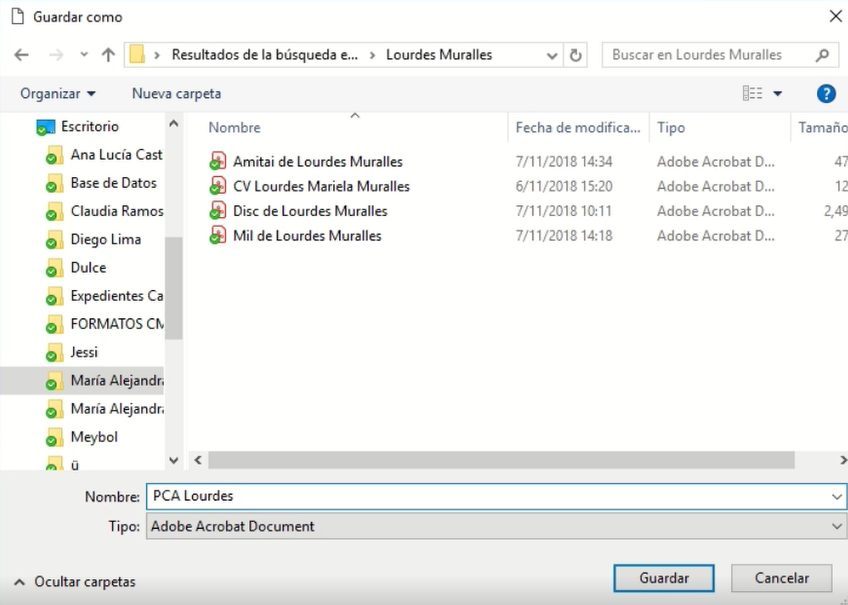 Guardar como
Resultados de la búsqueda e... > Lourdes Muralles
Buscar en Lourdes Muralles
Organizar
Nueva carpeta
Escritorio
Ana Lucía Cast
Base de Datos
Claudia Ramos
Diego Lima
Dulce
Expedientes Ca
FORMATOS CM
Jessi
María Alejandra
María Alejandra
Meybol
ü
Nombre Fecha de modifica... Tipo Tamaño
Amitai de Lourdes Muralles 7/11/2018 14:34 Adobe Acrobat D... 47
CV Lourdes Mariela Muralles 6/11/2018 15:20 Adobe Acrobat D... 12
Disc de Lourdes Muralles 7/11/2018 10:11 Adobe Acrobat D... 2,49
Mil de Lourdes Muralles 7/11/2018 14:18 Adobe Acrobat D... 27
Nombre: PCA Lourdes
Tipo: Adobe Acrobat Document
Ocultar carpetas
Guardar
Cancelar